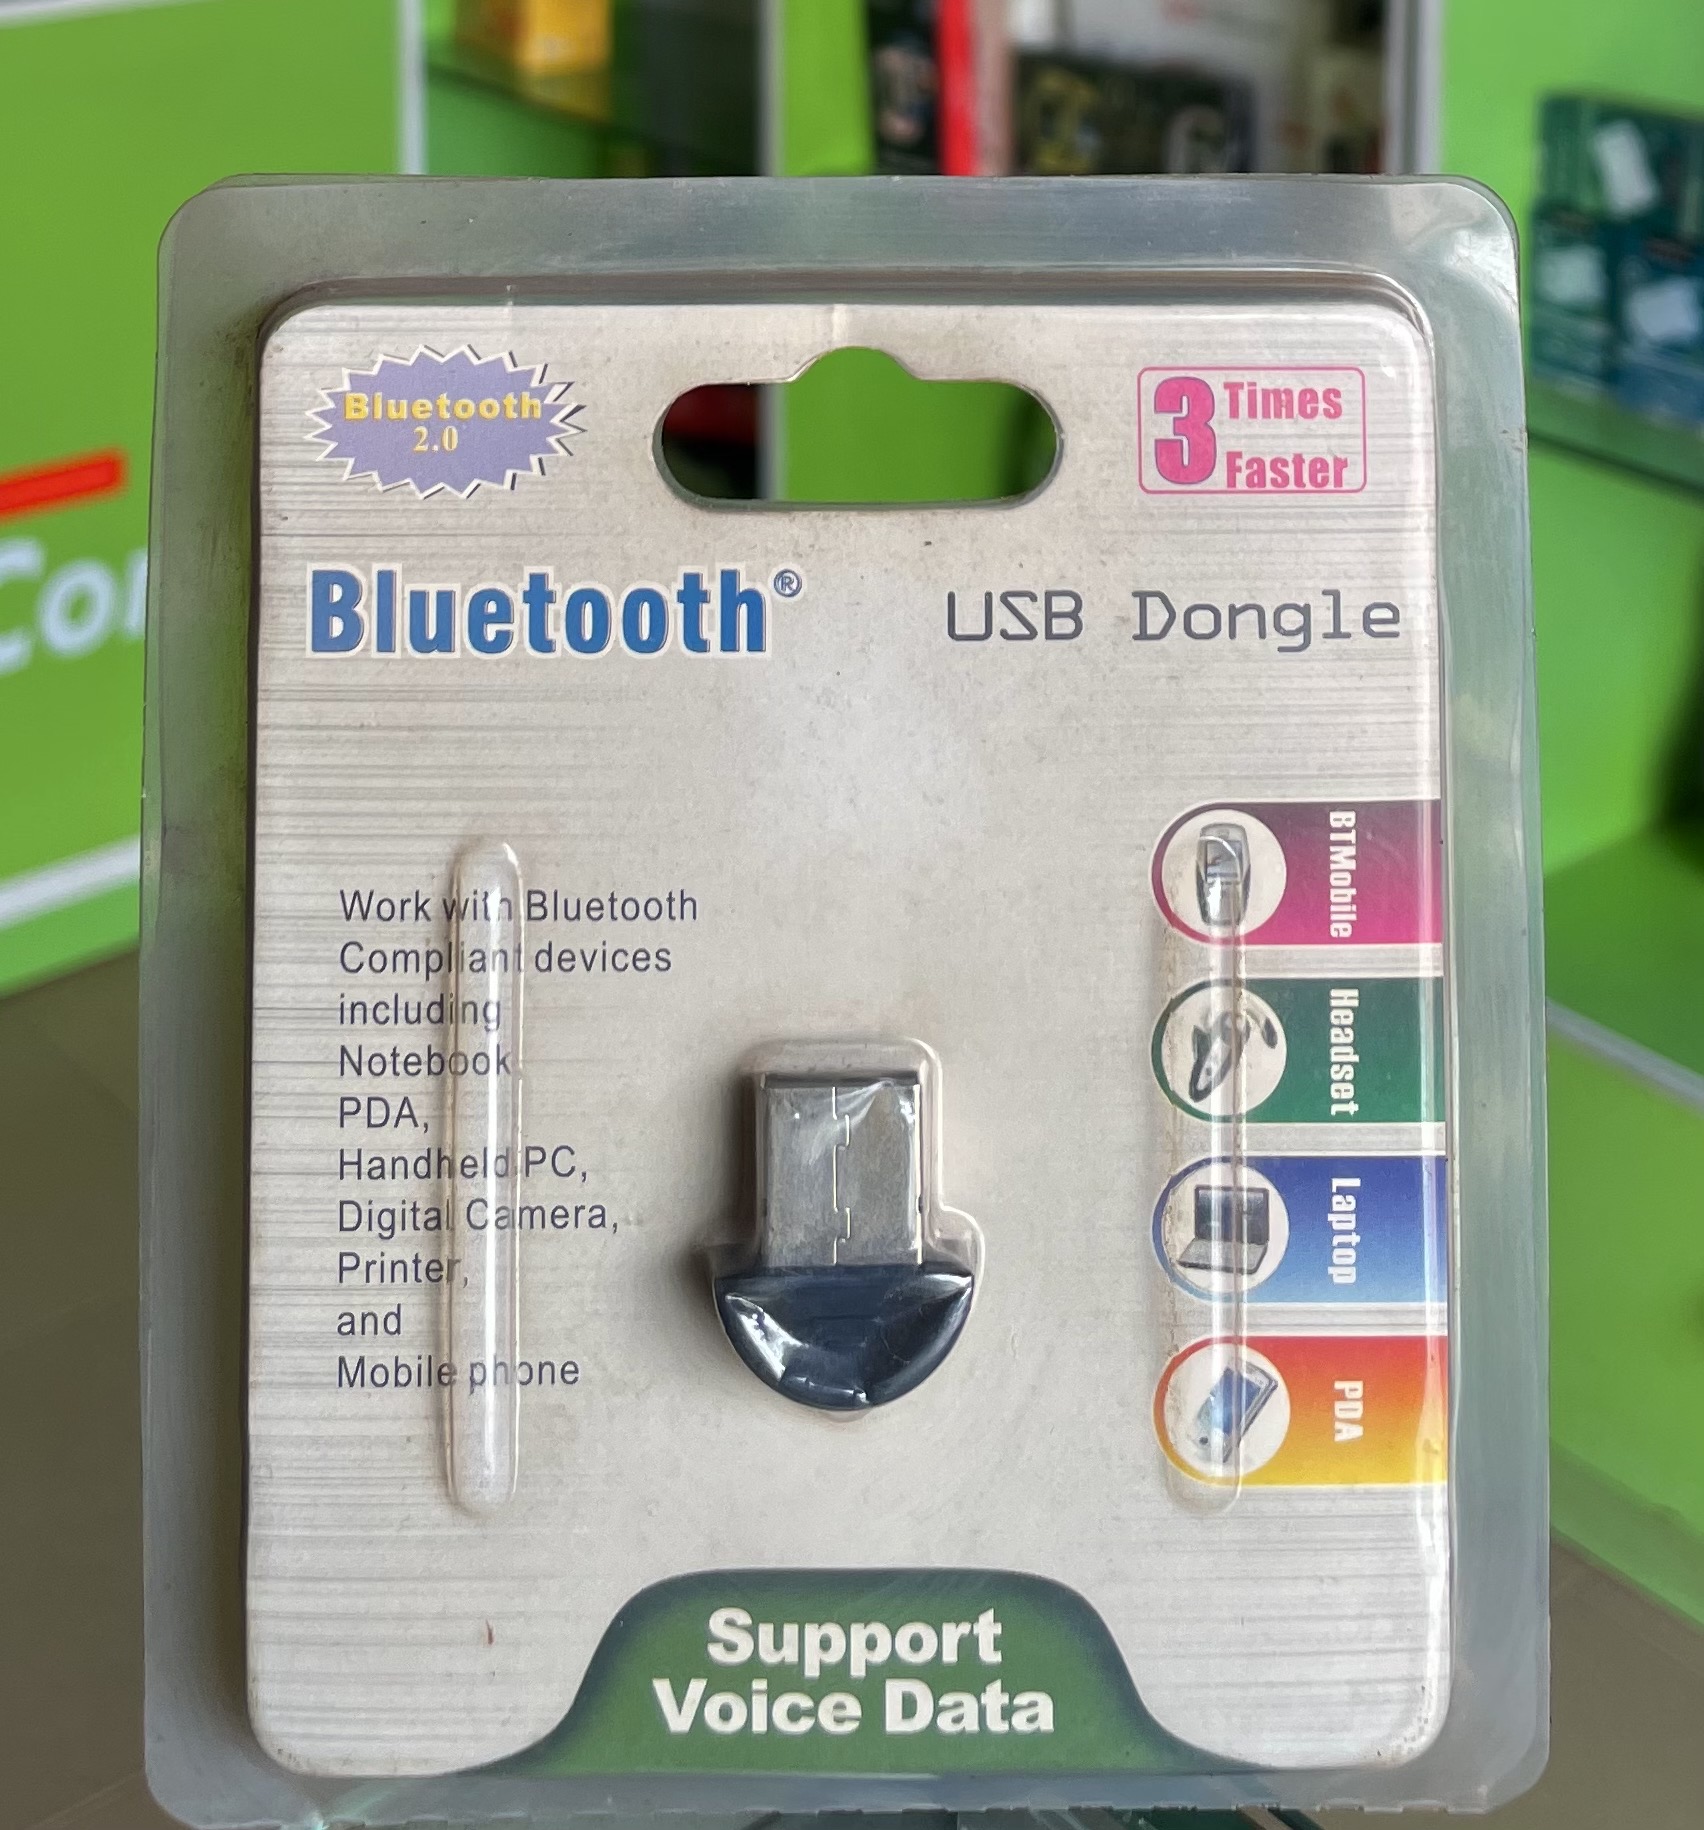 Bluetooth
2.0
3 Times
Faster
Bluetooth®
USB Dongle
Work with Bluetooth
Compliant devices
including
Notebook
PDA,
Handheld PC,
Digital Camera,
Printer,
and
Mobile phone
BTMobile
Headset
Laptop
PDA
Support
Voice Data